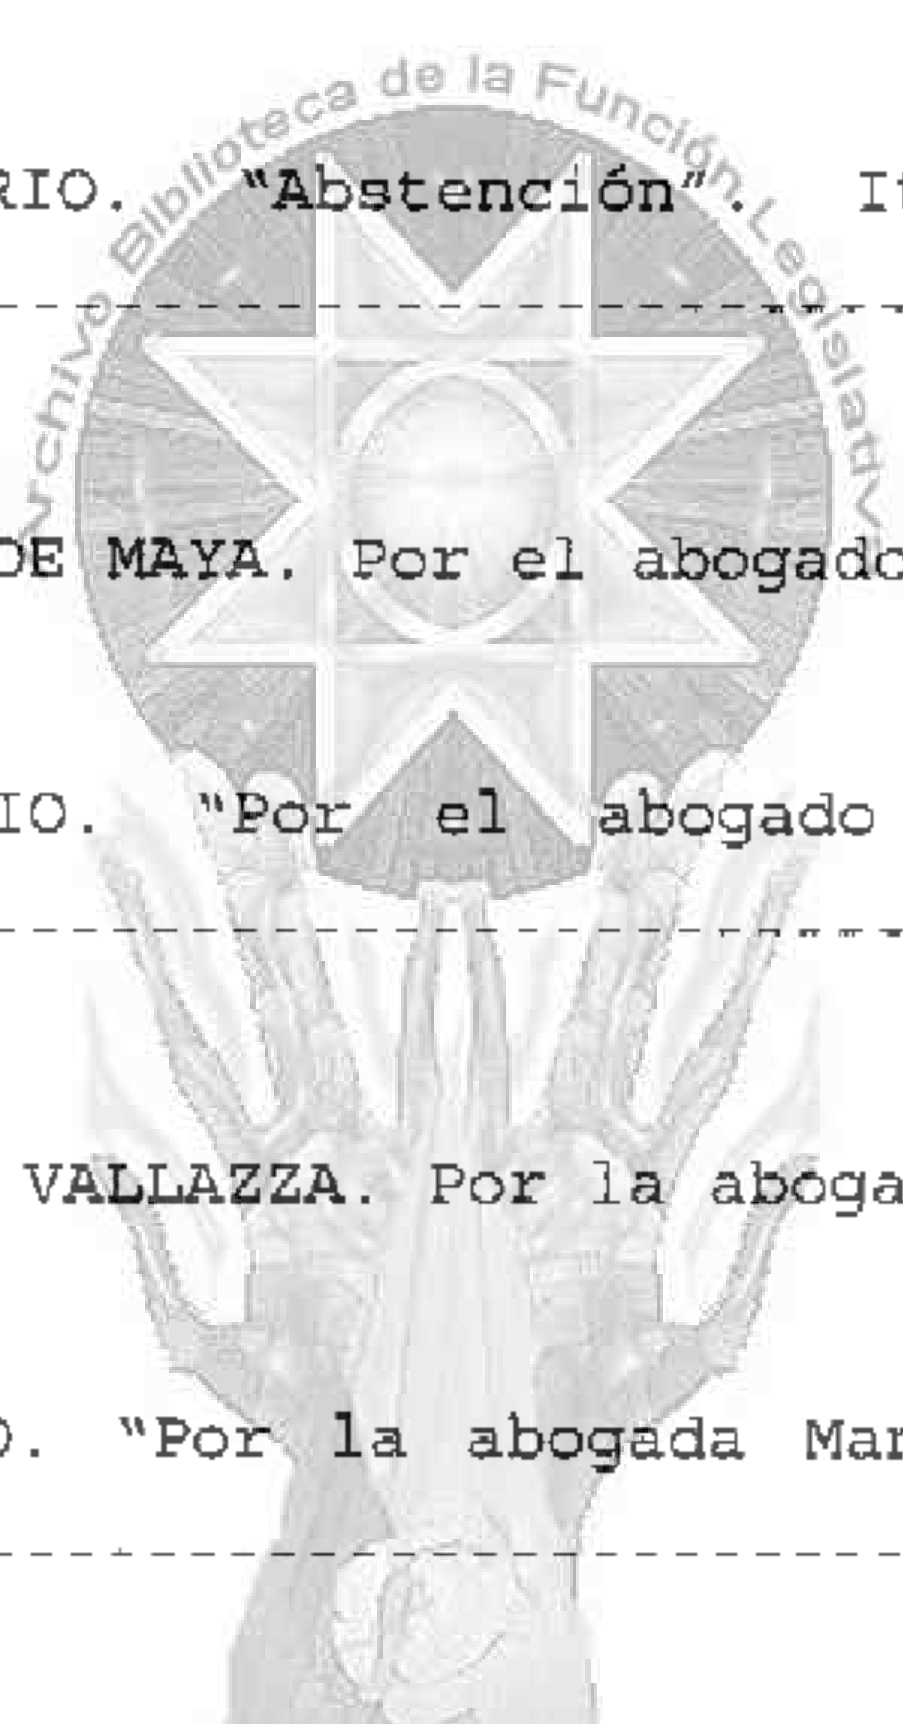 Archivo Biblioteca de la Función Legislativ
RIO. "Abstención". It
DE MAYA. Por el abogado
IO. "Por el abogado
VALLAZZA. Por la aboga
O. "Por la abogada Mar